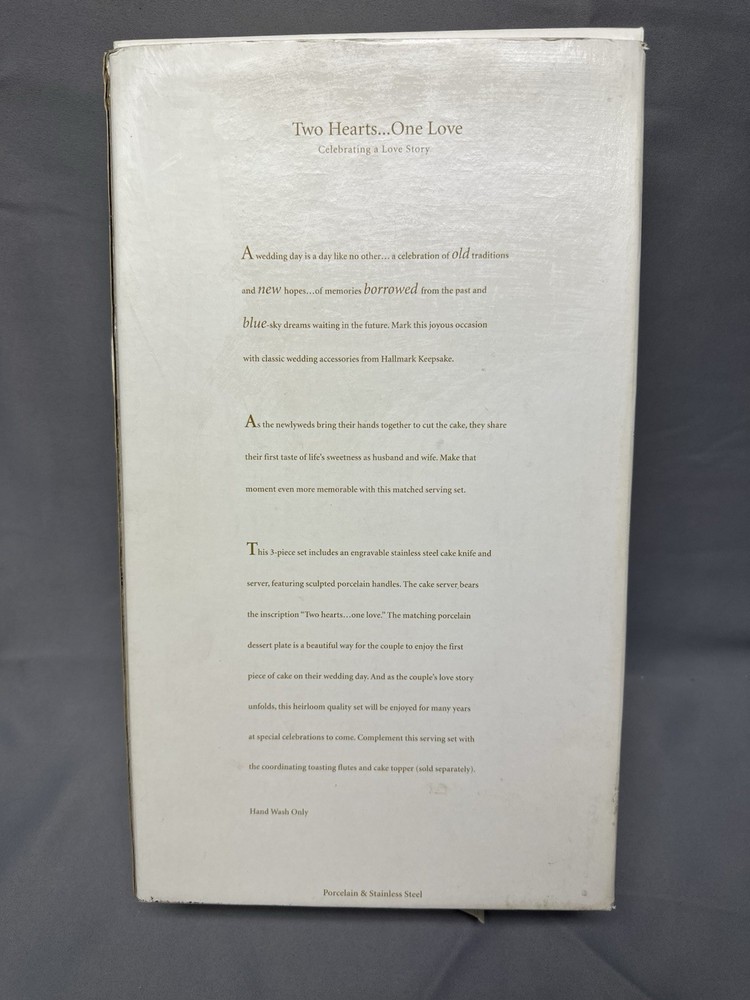 Two Hearts...One Love
Celebrating a Love Story
A wedding day is a day like no other... a celebration of old traditions
and new hopes...of memories borrowed from the past and
blue-sky dreams waiting in the future. Mark this joyous occasion
with classic wedding accessories from Hallmark Keepsake.
As the newlyweds bring their hands together to cut the cake, they share
their first taste of life's sweetness as husband and wife. Make that
moment even more memorable with this matched serving set.
This 3-piece set includes an engravable stainless steel cake knife and
server, featuring sculpted porcelain handles. The cake server bears
the inscription "Two hearts...one love." The matching porcelain
dessert plate is a beautiful way for the couple to enjoy the first
piece of cake on their wedding day. And as the couple's love story
unfolds, this heirloom quality set will be enjoyed for many years
at special celebrations to come. Complement this serving set with
the coordinating toasting flutes and cake topper (sold separately).
Hand Wash Only
Porcelain & Stainless Steel